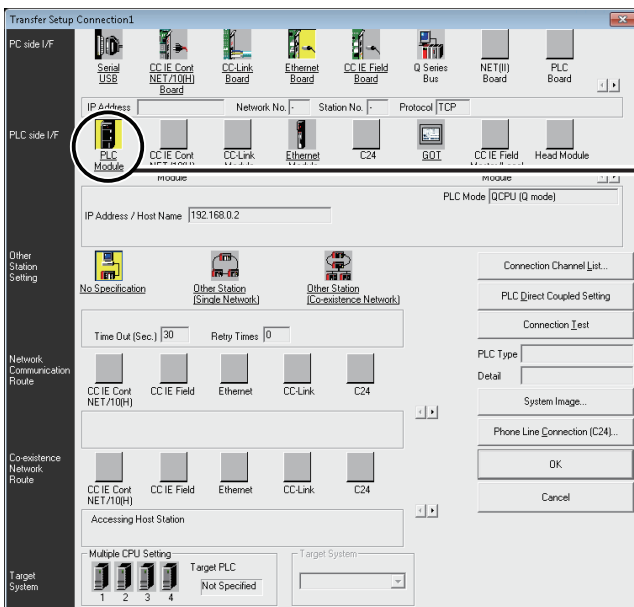 Transfer Setup Connection1
PC side I/F
Serial USB
CC IE Cont NET/10(H) Board
CC-Link Board
Ethernet Board
CC IE Field Board
Q Series Bus
NET(II) Board
PLC Board
IP Address
Network No. -
Station No. -
Protocol TCP
PLC side I/F
PLC Module
CC IE Cont
CC-Link
Ethernet
C24
GOT
CC IE Field
Head Module
Module
Module
PLC Mode QCPU (Q mode)
IP Address / Host Name 192.168.0.2
Other Station Setting
No Specification
Other Station (Single Network)
Other Station (Co-existence Network)
Time Out (Sec.) 30
Retry Times 0
Connection Channel List...
PLC Direct Coupled Setting
Connection Test
PLC Type
Detail
System Image...
Phone Line Connection (C24)...
OK
Cancel
Network Communication Route
CC IE Cont NET/10(H)
CC IE Field
Ethernet
CC-Link
C24
Co-existence Network Route
CC IE Cont NET/10(H)
CC IE Field
Ethernet
CC-Link
C24
Accessing Host Station
Target System
Multiple CPU Setting
1 2 3 4
Target PLC
Not Specified
Target System